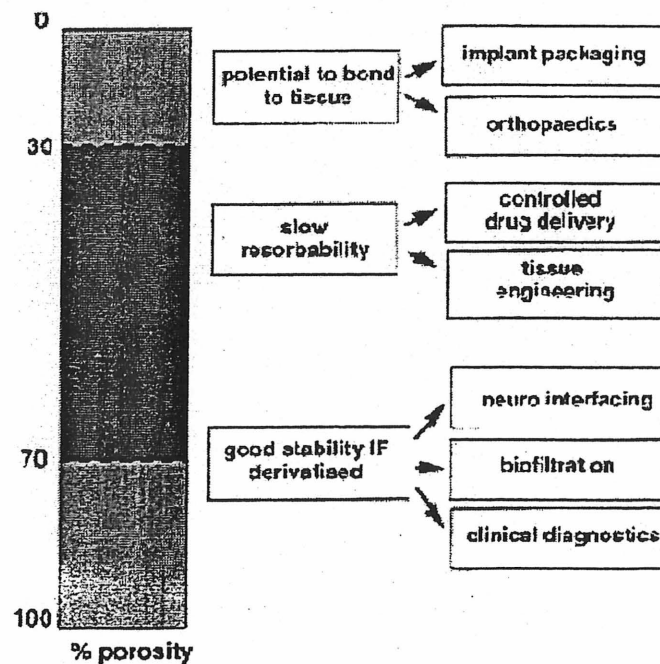 0
30
70
100
% porosity
potential to bond
to tissue
implant packaging
orthopaedics
slow
resorbability
controlled
drug delivery
tissue
engineering
good stability IF
derivatised
neuro interfacing
biofiltration
clinical diagnostics